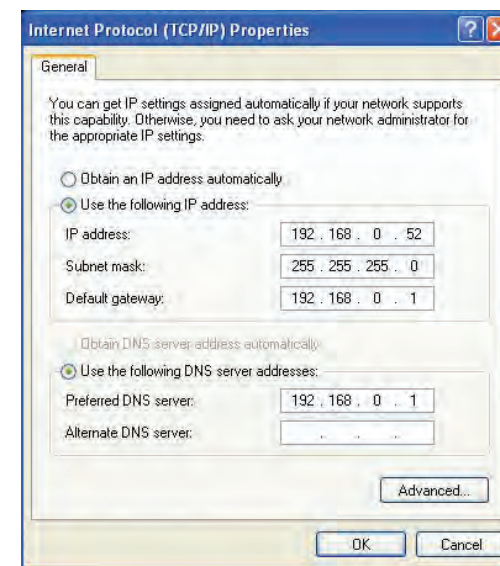 Internet Protocol (TCP/IP) Properties
General
You can get IP settings assigned automatically if your network supports
this capability. Otherwise, you need to ask your network administrator for
the appropriate IP settings.
Obtain an IP address automatically
Use the following IP address:
IP address: 192 . 168 . 0 . 52
Subnet mask: 255 . 255 . 255 . 0
Default gateway: 192 . 168 . 0 . 1
Obtain DNS server address automatically
Use the following DNS server addresses:
Preferred DNS server: 192 . 168 . 0 . 1
Alternate DNS server: . . .
Advanced...
OK Cancel